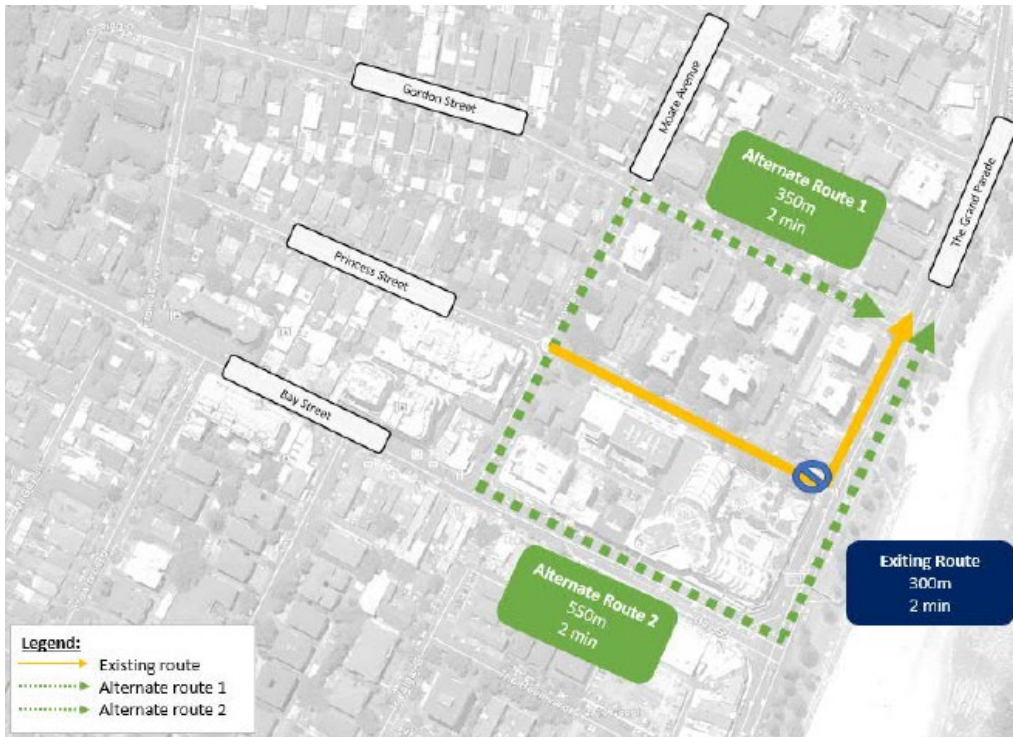 Gordon Street
Moate Avenue
The Grand Parade
Alternate Route 1
350m
2 min
Princess Street
Bay Street
Alternate Route 2
550m
2 min
Exiting Route
300m
2 min
Legend:
Existing route
Alternate route 1
Alternate route 2